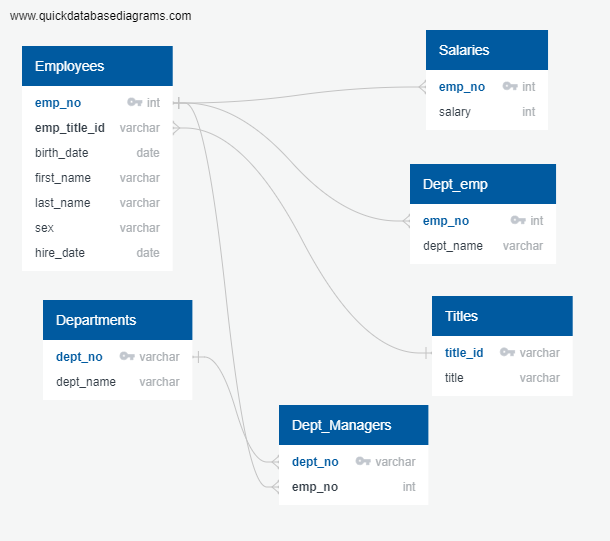 www.quickdatabasediagrams.com
Employees
emp_no int
emp_title_id varchar
birth_date date
first_name varchar
last_name varchar
sex varchar
hire_date date
Salaries
emp_no int
salary int
Dept_emp
emp_no int
dept_name varchar
Departments
dept_no varchar
dept_name varchar
Titles
title_id varchar
title varchar
Dept_Managers
dept_no varchar
emp_no int